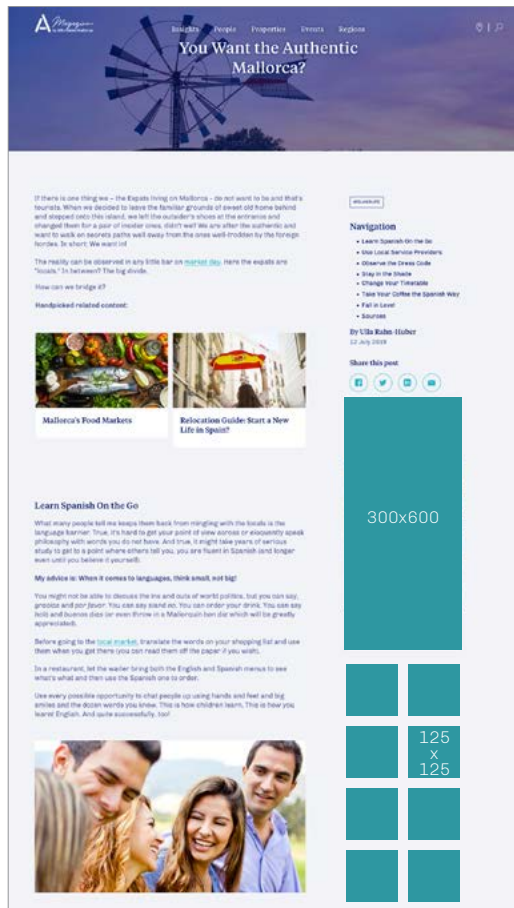 A Magazine
Insights People Properties Events Regions
You Want the Authentic
Mallorca?
If there is one thing we – the Expats living on Mallorca – do not want to be and that's
tourists. When we decided to leave the familiar grounds of sweet old home behind
and stepped onto this island, we left the outsider's shoes at the entrance and
changed them for a pair of insider ones, didn't we? We are after the authentic and
want to walk on secrets paths well away from the ones well-trodden by the foreign
hordes. In short: We want in!
The reality can be observed in any little bar on market day. Here the expats are
"locals." In between? The big divide.
How can we bridge it?
Handpicked related content:
Mallorca's Food Markets
Relocation Guide: Start a New
Life in Spain?
Learn Spanish On the Go
What many people tell me keeps them back from mingling with the locals is the
language barrier. True, it's hard to get your point of view across or eloquently speak
philosophy with words you do not have. And true, it might take years of serious
study to get to a point where others tell you, you are fluent in Spanish (and longer
even until you believe it yourself).
My advice is: When it comes to languages, think small, not big!
You might not be able to discuss the ins and outs of world politics, but you can say,
gracias and por favor. You can say sí and no. You can order your drink. You can say
hola and buenos días (or even throw in a Mallorquin bon dia which will be greatly
appreciated).
Before going to the local market, translate the words on your shopping list and use
them when you get there (you can read them off the paper if you wish).
In a restaurant, let the waiter bring both the English and Spanish menus to see
what's what and then use the Spanish one to order.
Use every possible opportunity to chat people up using hands and feet and big
smiles and the dozen words you know. This is how children learn. This is how you
learnt English. And quite successfully, too!
Navigation
Learn Spanish On the Go
Use Local Service Providers
Observe the Dress Code
Stay in the Shade
Change Your Timetable
Take Your Coffee the Spanish Way
Fall in Love!
Sources
By Ulla Rahn-Huber
12 July 2018
Share this post
300x600
125
x
125